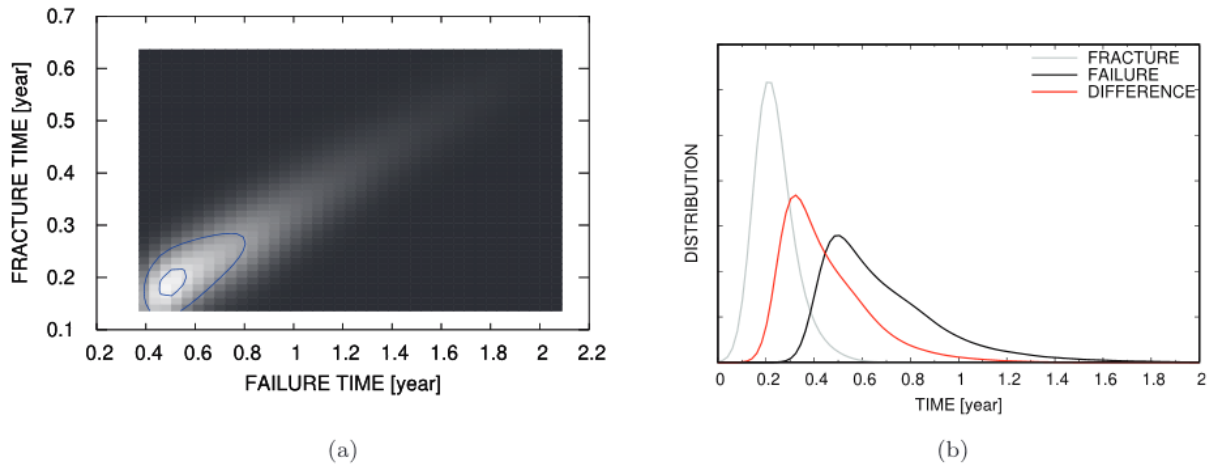 0.7
0.6
0.5
0.4
0.3
0.2
0.1
FRACTURE TIME [year]
0.2 0.4 0.6 0.8 1 1.2 1.4 1.6 1.8 2 2.2
FAILURE TIME [year]
(a)
FRACTURE
FAILURE
DIFFERENCE
DISTRIBUTION
0 0.2 0.4 0.6 0.8 1 1.2 1.4 1.6 1.8 2
TIME [year]
(b)